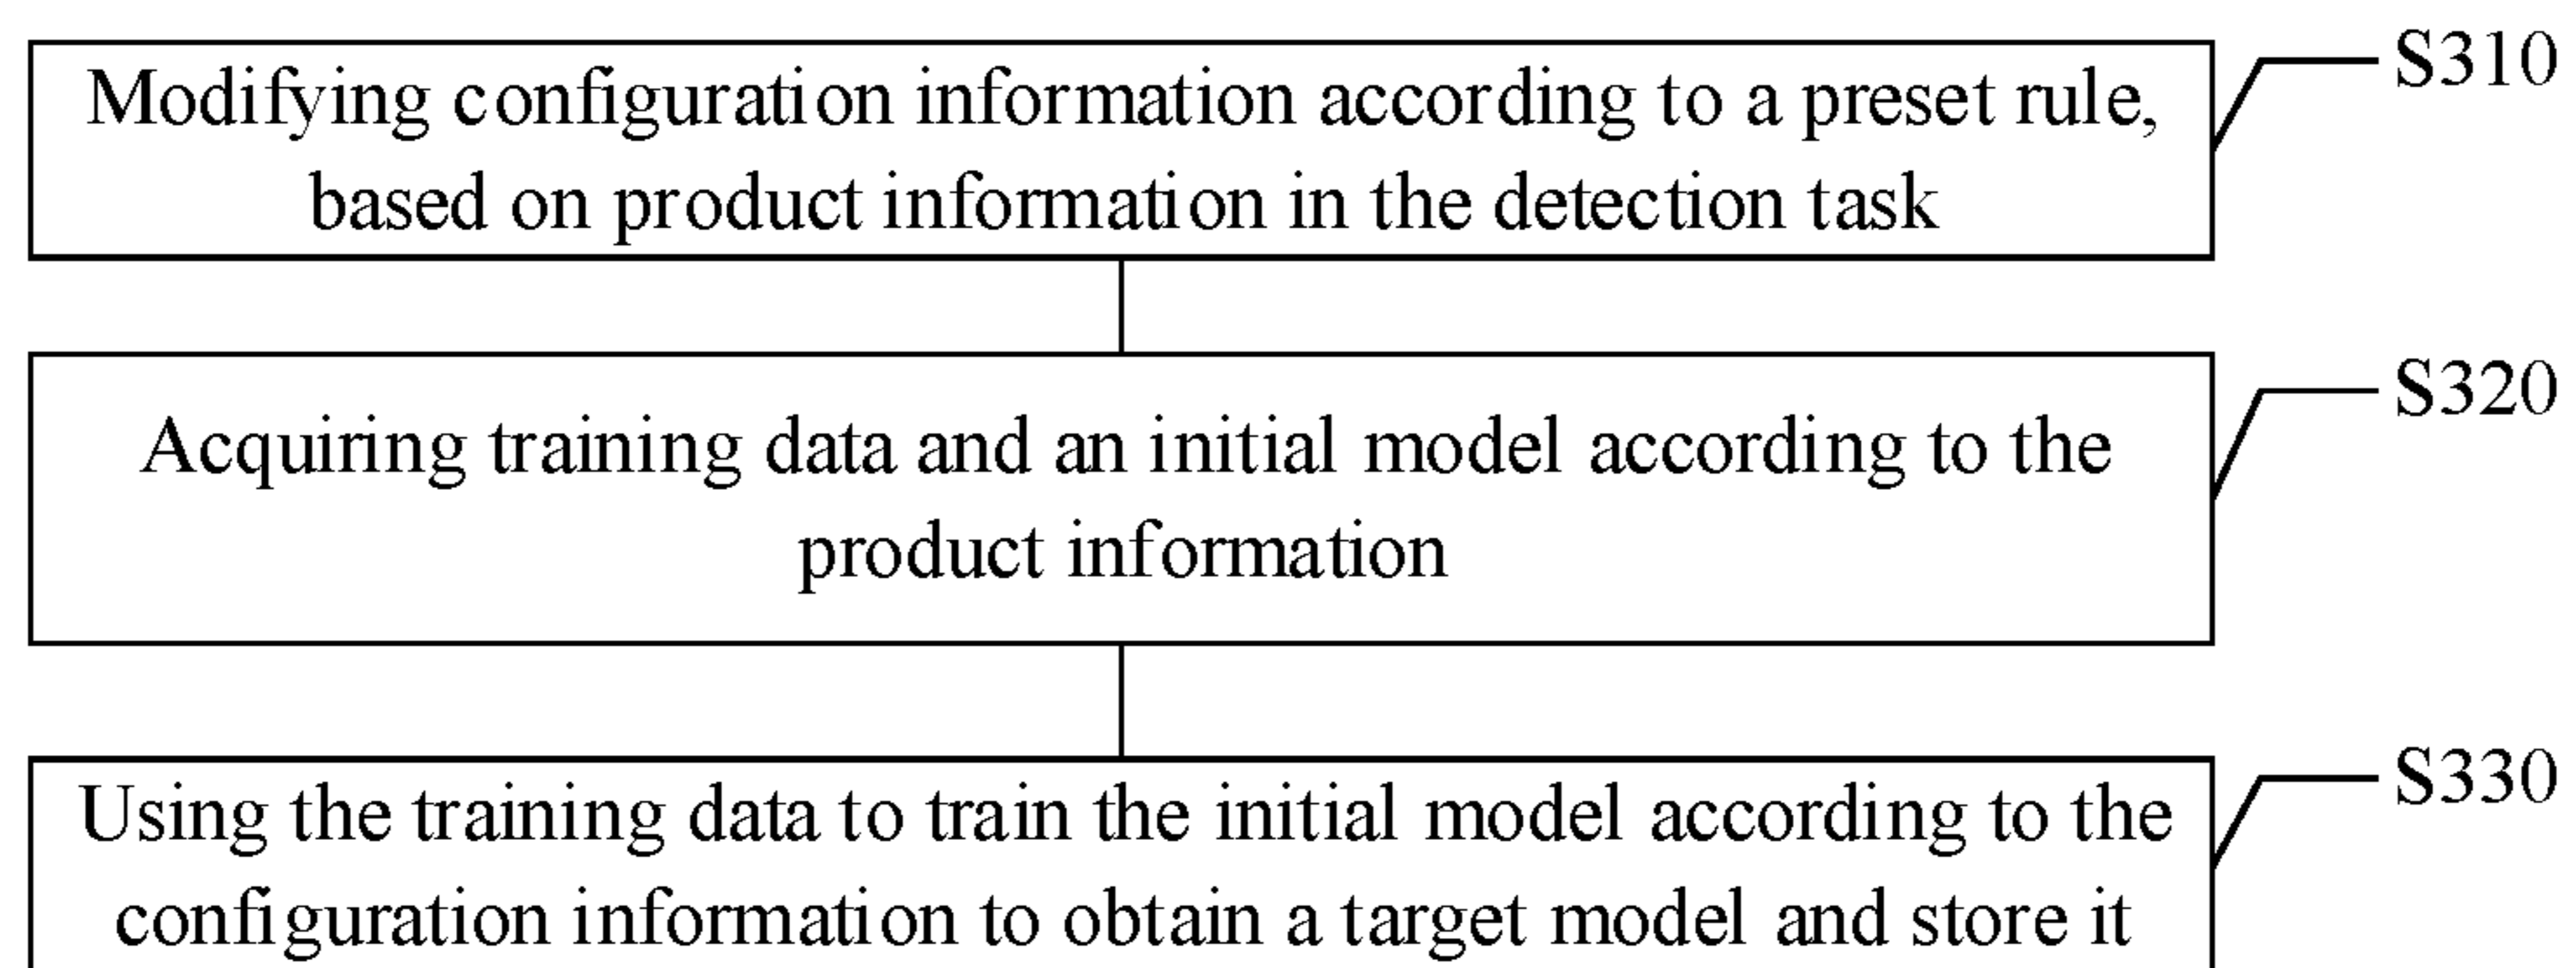 Modifying configuration information according to a preset rule,
based on product information in the detection task
S310
Acquiring training data and an initial model according to the
product information
S320
Using the training data to train the initial model according to the
configuration information to obtain a target model and store it
S330